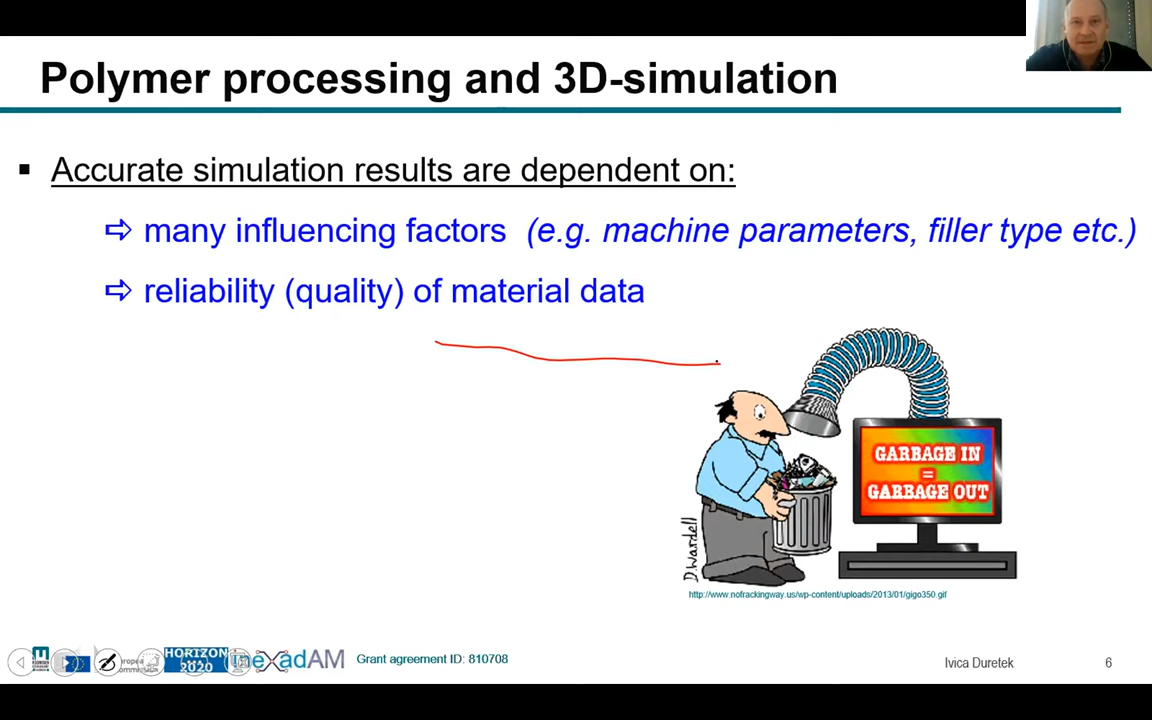 Polymer processing and 3D-simulation
▪ Accurate simulation results are dependent on:
⇨ many influencing factors (e.g. machine parameters, filler type etc.)
⇨ reliability (quality) of material data
GARBAGE IN
=
GARBAGE OUT
D.Wardell
http://www.nofrackingway.us/wp-content/uploads/2013/01/gigo350.gif
HORIZON
2020
inexadAM
Grant agreement ID: 810708
Ivica Duretek
6